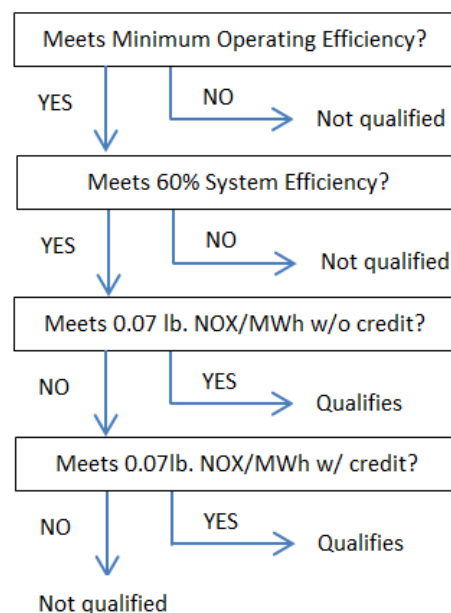 Meets Minimum Operating Efficiency?
YES
NO
Not qualified
Meets 60% System Efficiency?
YES
NO
Not qualified
Meets 0.07 lb. NOX/MWh w/o credit?
NO
YES
Qualifies
Meets 0.07lb. NOX/MWh w/ credit?
NO
YES
Qualifies
Not qualified